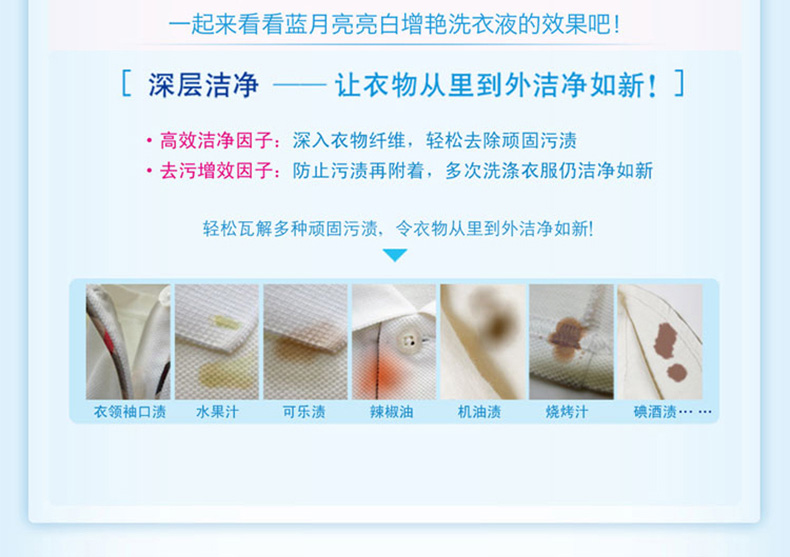 一起来看看蓝月亮亮白增艳洗衣液的效果吧!
[ 深层洁净 —— 让衣物从里到外洁净如新! ]
• 高效洁净因子: 深入衣物纤维，轻松去除顽固污渍
• 去污增效因子: 防止污渍再附着，多次洗涤衣服仍洁净如新
轻松瓦解多种顽固污渍，令衣物从里到外洁净如新!
衣领袖口渍 水果汁 可乐渍 辣椒油 机油渍 烧烤汁 碘酒渍… …